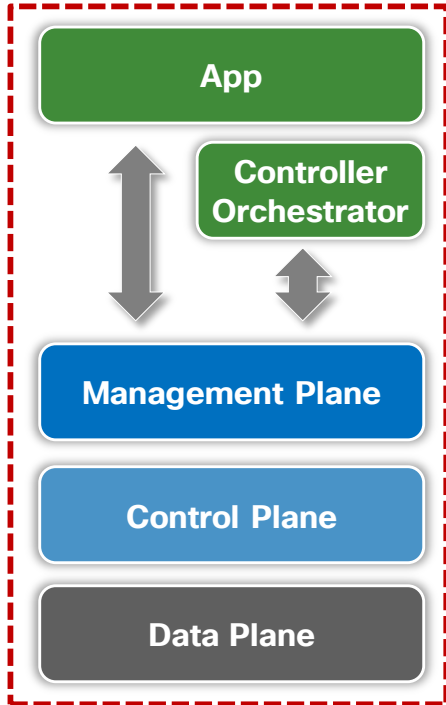 App
Controller
Orchestrator
Management Plane
Control Plane
Data Plane